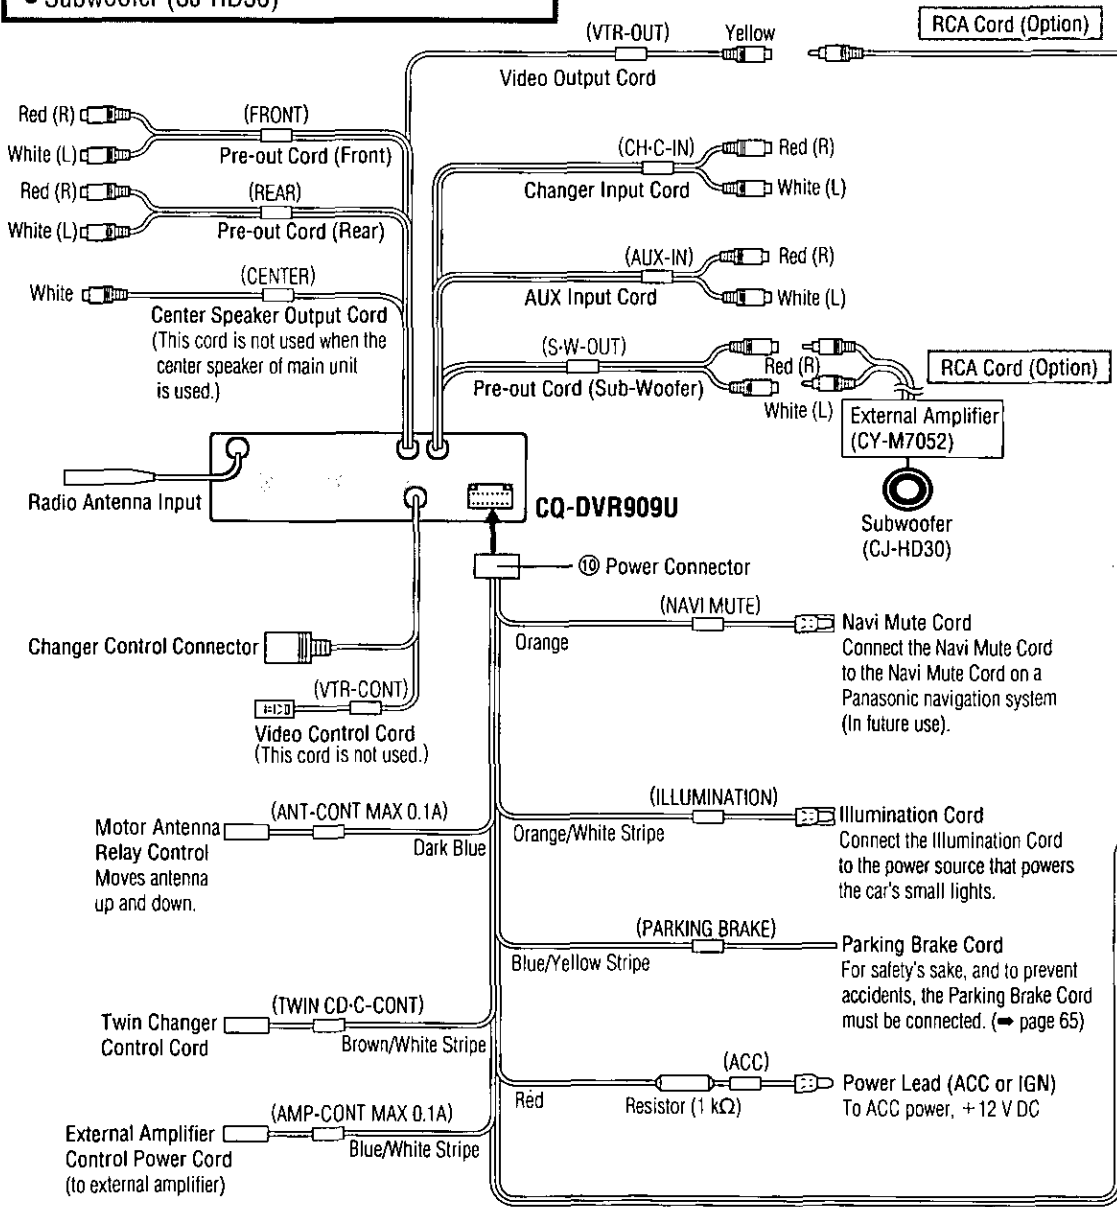 ● Subwoofer (CJ-HD30)
RCA Cord (Option)
(VTR-OUT)
Yellow
Video Output Cord
Red (R)
(FRONT)
White (L)
Pre-out Cord (Front)
Red (R)
(REAR)
White (L)
Pre-out Cord (Rear)
(CENTER)
White
Center Speaker Output Cord
(This cord is not used when the
center speaker of main unit
is used.)
(CH·C-IN)
Red (R)
Changer Input Cord
White (L)
(AUX-IN)
Red (R)
AUX Input Cord
White (L)
(S·W-OUT)
Red (R)
Pre-out Cord (Sub-Woofer)
White (L)
RCA Cord (Option)
External Amplifier
(CY-M7052)
Subwoofer
(CJ-HD30)
Radio Antenna Input
CQ-DVR909U
⑩ Power Connector
Changer Control Connector
(VTR-CONT)
Video Control Cord
(This cord is not used.)
(NAVI MUTE)
Orange
Navi Mute Cord
Connect the Navi Mute Cord
to the Navi Mute Cord on a
Panasonic navigation system
(In future use).
(ANT-CONT MAX 0.1A)
Dark Blue
Motor Antenna
Relay Control
Moves antenna
up and down.
(ILLUMINATION)
Orange/White Stripe
Illumination Cord
Connect the Illumination Cord
to the power source that powers
the car's small lights.
(PARKING BRAKE)
Blue/Yellow Stripe
Parking Brake Cord
For safety's sake, and to prevent
accidents, the Parking Brake Cord
must be connected. (➡ page 65)
(TWIN CD·C-CONT)
Twin Changer
Control Cord
Brown/White Stripe
(ACC)
Red
Resistor (1 kΩ)
Power Lead (ACC or IGN)
To ACC power, +12 V DC
(AMP-CONT MAX 0.1A)
Blue/White Stripe
External Amplifier
Control Power Cord
(to external amplifier)